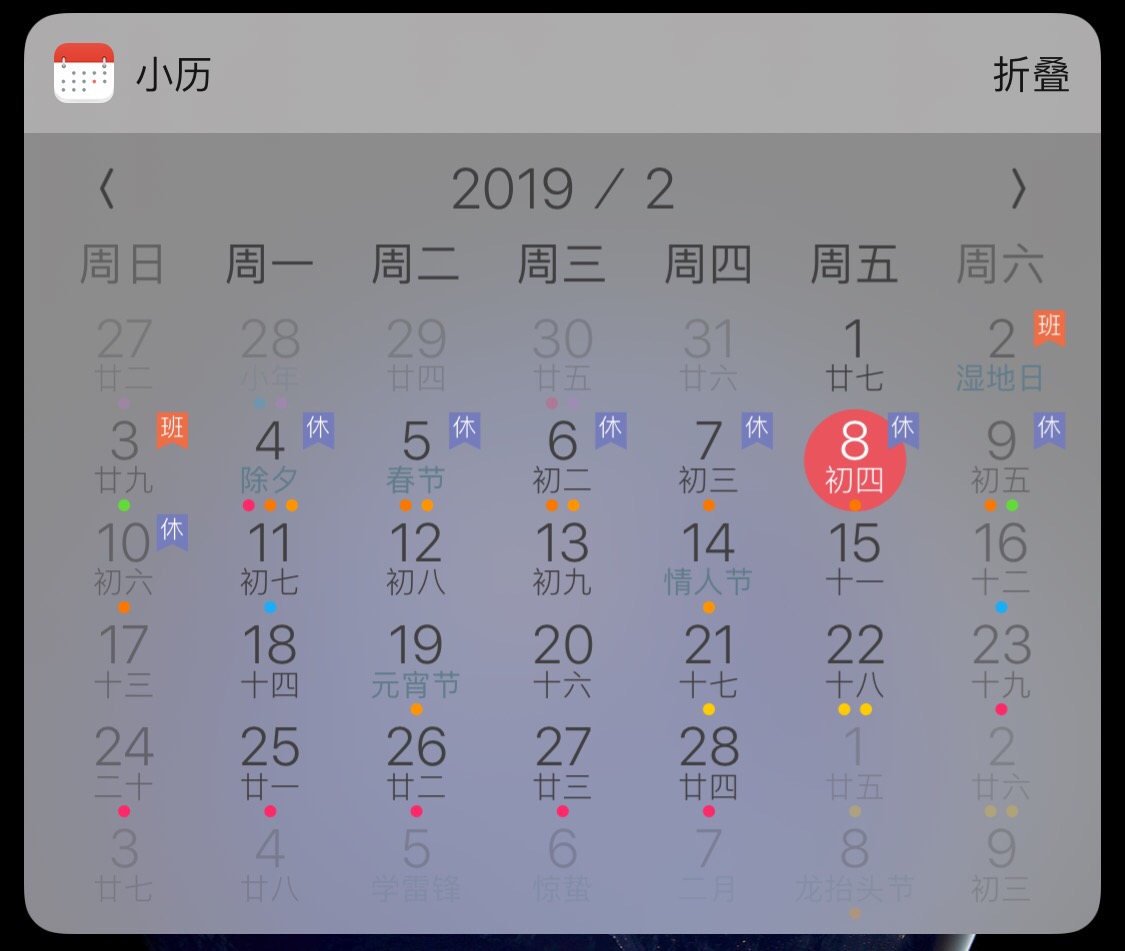 小历 折叠
〈 2019 / 2 〉
周日 周一 周二 周三 周四 周五 周六
27 28 29 30 31 1 2 班
廿二 小年 廿四 廿五 廿六 廿七 湿地日
3 班 4 休 5 休 6 休 7 休 8 休 9 休
廿九 除夕 春节 初二 初三 初四 初五
10 休 11 12 13 14 15 16
初六 初七 初八 初九 情人节 十一 十二
17 18 19 20 21 22 23
十三 十四 元宵节 十六 十七 十八 十九
24 25 26 27 28 1 2
二十 廿一 廿二 廿三 廿四 廿五 廿六
3 4 5 6 7 8 9
廿七 廿八 学雷锋 惊蛰 二月 龙抬头节 初三